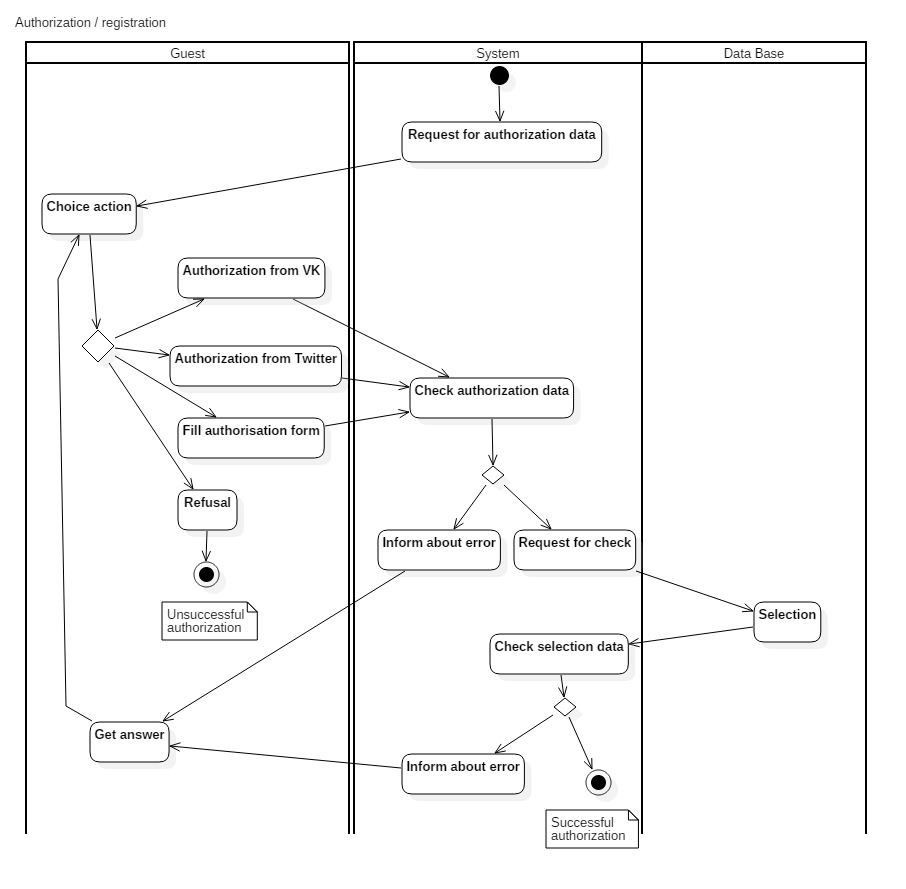 Authorization / registration
Guest
System
Data Base
Request for authorization data
Choice action
Authorization from VK
Authorization from Twitter
Check authorization data
Fill authorisation form
Refusal
Inform about error
Request for check
Unsuccessful
authorization
Selection
Check selection data
Get answer
Inform about error
Successful
authorization